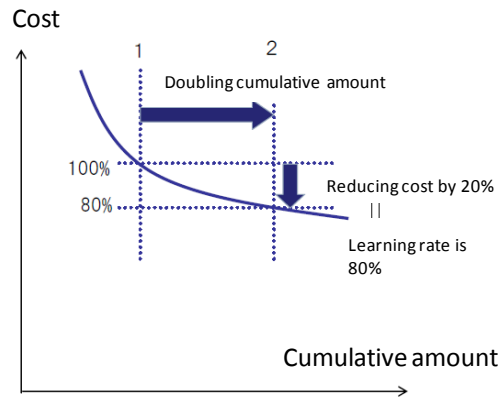 Cost
1 2
Doubling cumulative amount
100%
80%
Reducing cost by 20%
||
Learning rate is
80%
Cumulative amount